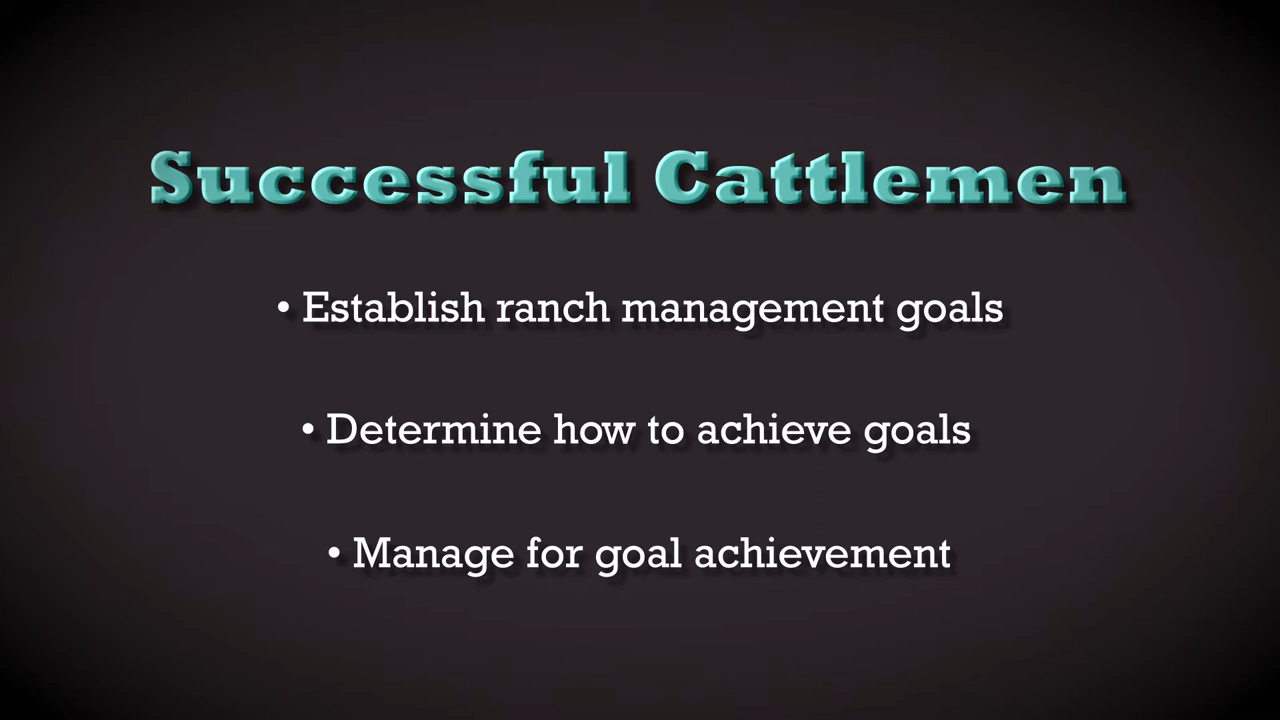 Successful Cattlemen
• Establish ranch management goals
• Determine how to achieve goals
• Manage for goal achievement